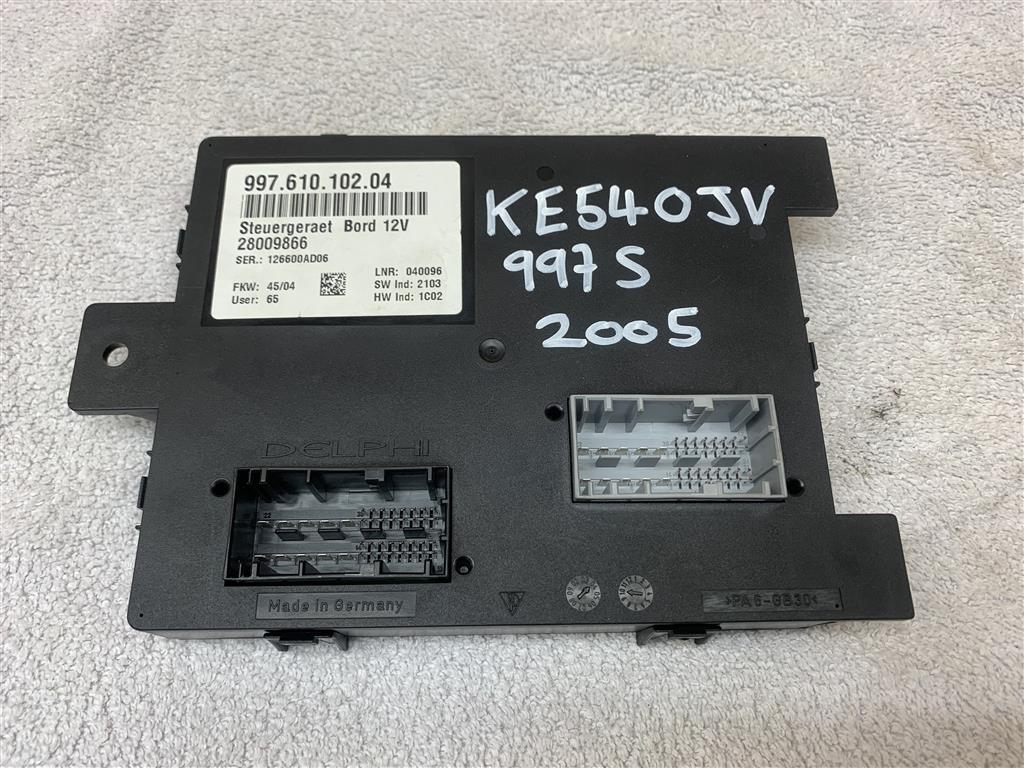 997.610.102.04
Steuergeraet Bord 12V
28009866
SER.: 126600AD06
LNR: 040096
FKW: 45/04
SW Ind: 2103
User: 65
HW Ind: 1C02
KE540JV
997S
2005
DELPHI
22
Made in Germany
>PA6-GB30<